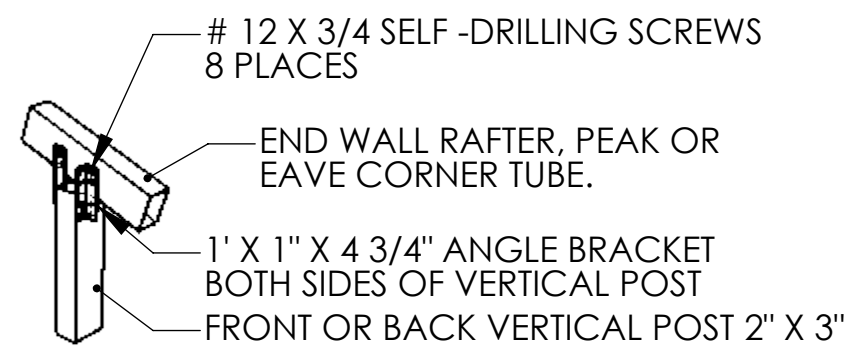 # 12 X 3/4 SELF -DRILLING SCREWS
8 PLACES
END WALL RAFTER, PEAK OR
EAVE CORNER TUBE.
1' X 1" X 4 3/4" ANGLE BRACKET
BOTH SIDES OF VERTICAL POST
FRONT OR BACK VERTICAL POST 2" X 3"